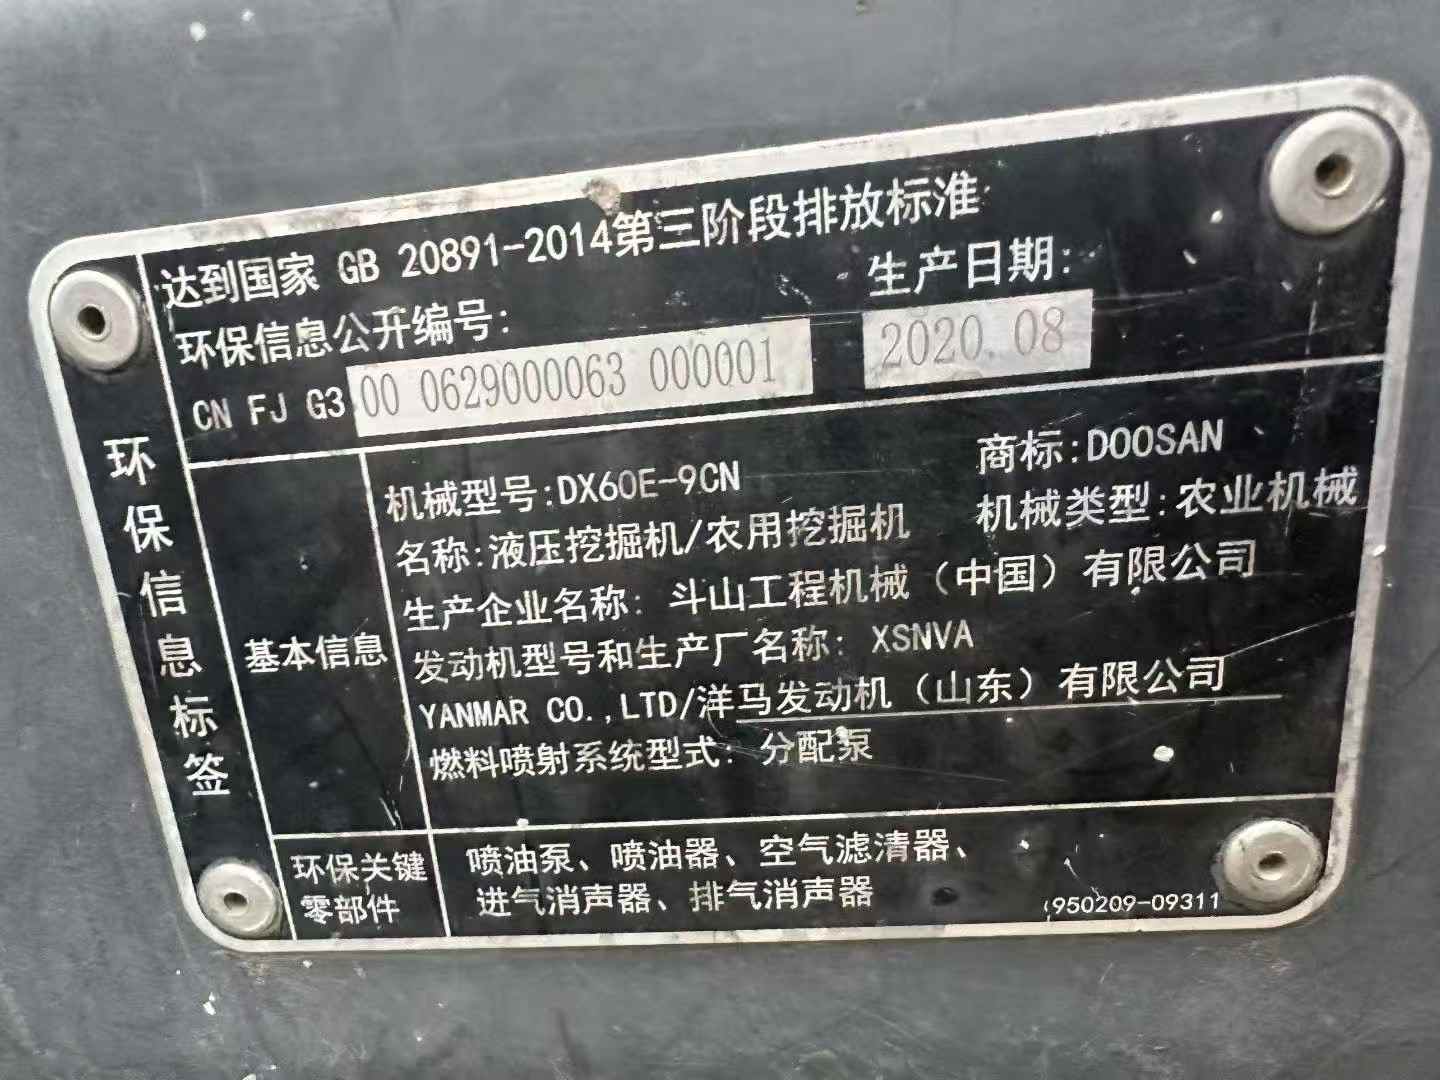 达到国家 GB 20891-2014第三阶段排放标准
环保信息公开编号:
生产日期:
CN FJ G3 00 0629000063 000001
2020.08
环保信息标签
基本信息
机械型号:DX60E-9CN
商标:DOOSAN
名称:液压挖掘机/农用挖掘机
机械类型:农业机械
生产企业名称: 斗山工程机械（中国）有限公司
发动机型号和生产厂名称: XSNVA
YANMAR CO.,LTD/洋马发动机（山东）有限公司
燃料喷射系统型式: 分配泵
环保关键
零部件
喷油泵、喷油器、空气滤清器、
进气消声器、排气消声器
950209-09311